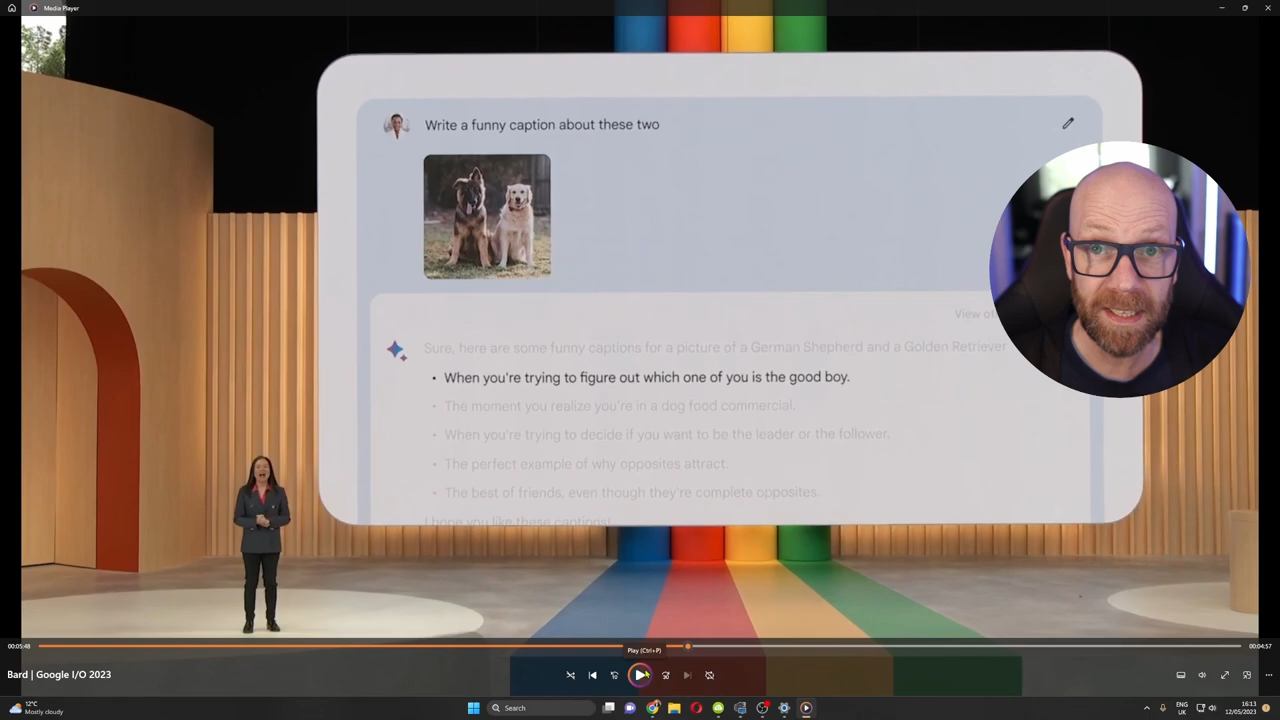 Media Player
Write a funny caption about these two
View
Sure, here are some funny captions for a picture of a German Shepherd and a Golden Retriever
• When you're trying to figure out which one of you is the good boy.
• The moment you realize you're in a dog food commercial.
• When you're trying to decide if you want to be the leader or the follower.
• The perfect example of why opposites attract.
• The best of friends, even though they're complete opposites.
I hope you like these captions!
00:05:48
Play (Ctrl+P)
00:04:57
Bard | Google I/O 2023
12°C
Mostly cloudy
Search
ENG
UK
16:13
12/05/2023